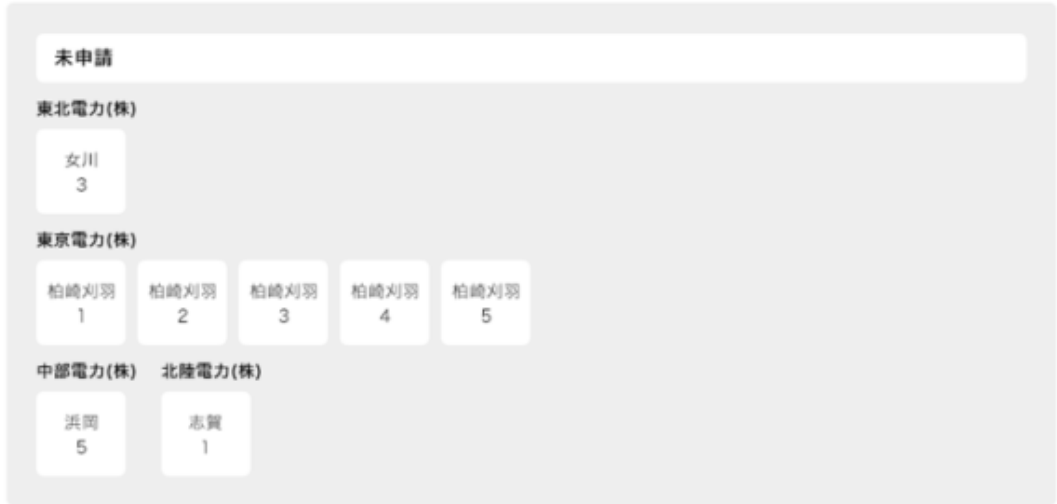 未申請
東北電力(株)
女川
3
東京電力(株)
柏崎刈羽 柏崎刈羽 柏崎刈羽 柏崎刈羽 柏崎刈羽
1 2 3 4 5
中部電力(株) 北陸電力(株)
浜岡 志賀
5 1